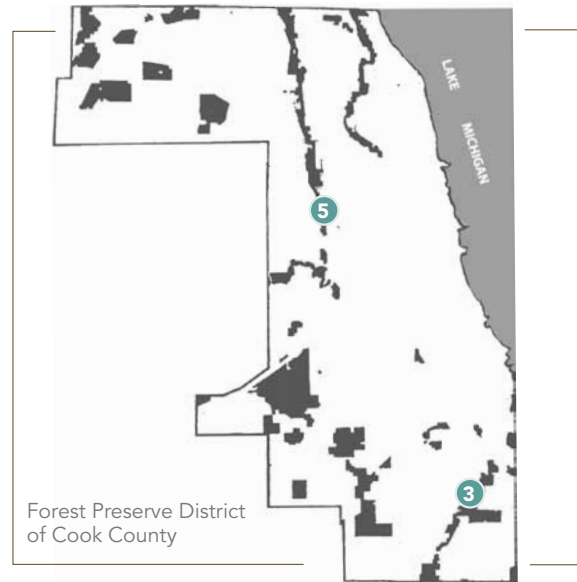 LAKE
MICHIGAN
5
3
Forest Preserve District
of Cook County